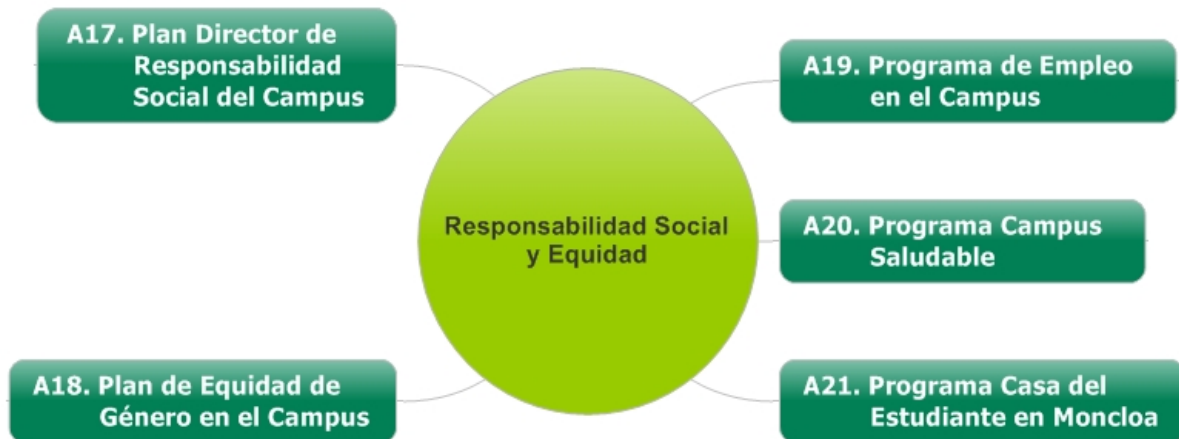 A17. Plan Director de
Responsabilidad
Social del Campus
A18. Plan de Equidad de
Género en el Campus
Responsabilidad Social
y Equidad
A19. Programa de Empleo
en el Campus
A20. Programa Campus
Saludable
A21. Programa Casa del
Estudiante en Moncloa